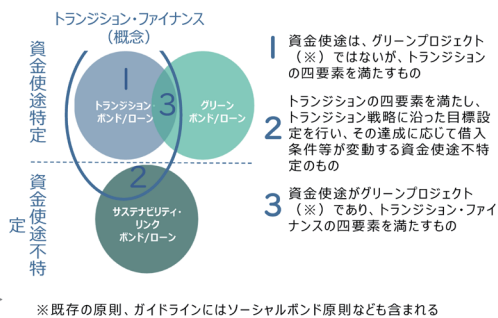 トランジション・ファイナンス
（概念）
資金使途特定
1
トランジション・
ボンド/ローン
3
グリーン
ボンド/ローン
資金使途不特定
2
サステナビリティ・
リンク
ボンド/ローン
1
資金使途は、グリーンプロジェクト
（※）ではないが、トランジション
の四要素を満たすもの
2
トランジションの四要素を満たし、
トランジション戦略に沿った目標設
定を行い、その達成に応じて借入
条件等が変動する資金使途不特
定のもの
3
資金使途がグリーンプロジェクト
（※）であり、トランジション・ファイ
ナンスの四要素を満たすもの
※既存の原則、ガイドラインにはソーシャルボンド原則なども含まれる